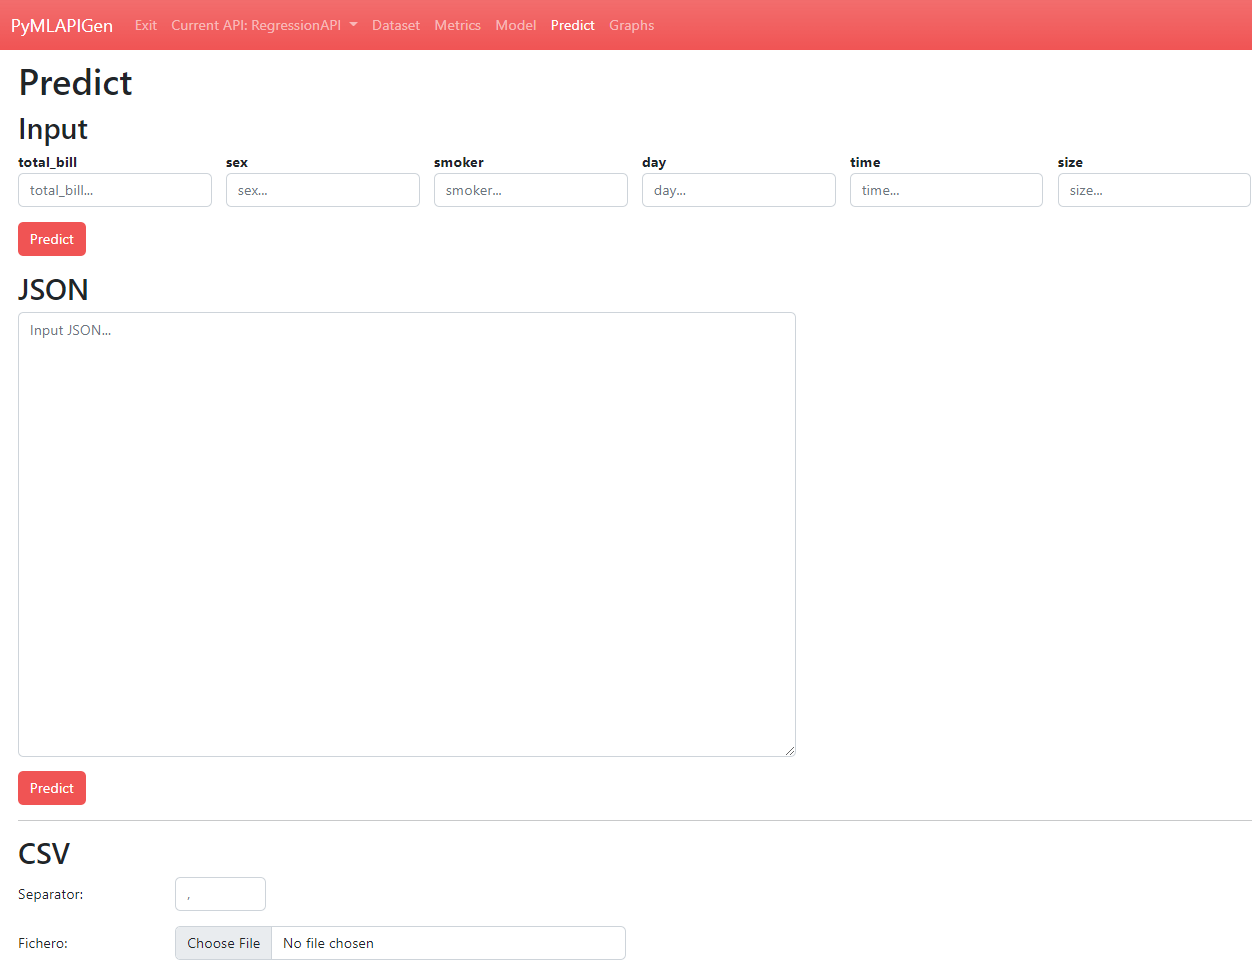 PyMLAPIGen Exit Current API: RegressionAPI Dataset Metrics Model Predict Graphs
Predict
Input
total_bill sex smoker day time size
total_bill... sex... smoker... day... time... size...
Predict
JSON
Input JSON...
Predict
CSV
Separator: ,
Fichero: Choose File No file chosen